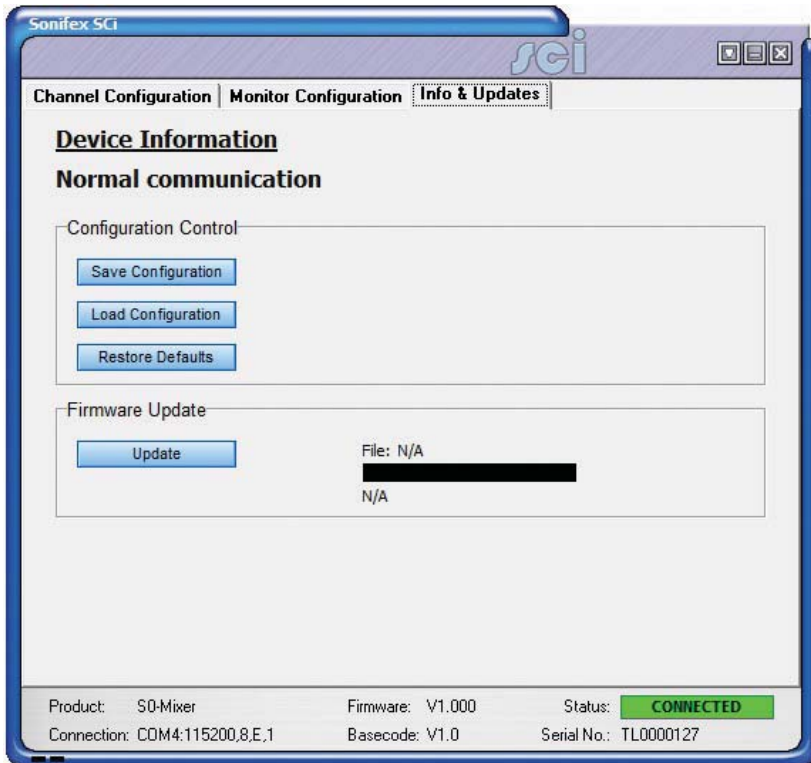 Sonifex SCi
sci
Channel Configuration Monitor Configuration Info & Updates
Device Information
Normal communication
Configuration Control
Save Configuration
Load Configuration
Restore Defaults
Firmware Update
Update
File: N/A
N/A
Product: S0-Mixer Firmware: V1.000 Status: CONNECTED
Connection: COM4:115200,8,E,1 Basecode: V1.0 Serial No.: TL0000127